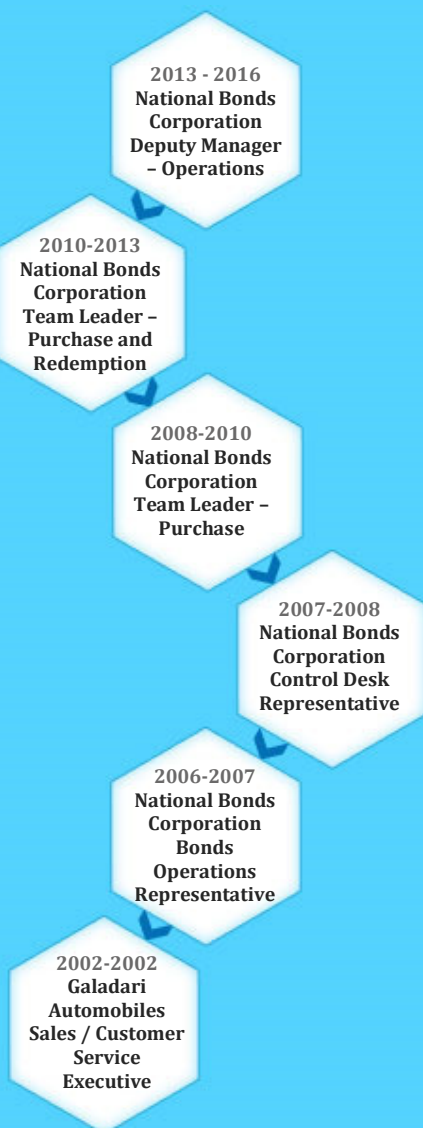 2013 - 2016
National Bonds
Corporation
Deputy Manager
– Operations
2010-2013
National Bonds
Corporation
Team Leader –
Purchase and
Redemption
2008-2010
National Bonds
Corporation
Team Leader –
Purchase
2007-2008
National Bonds
Corporation
Control Desk
Representative
2006-2007
National Bonds
Corporation
Bonds
Operations
Representative
2002-2002
Galadari
Automobiles
Sales / Customer
Service
Executive